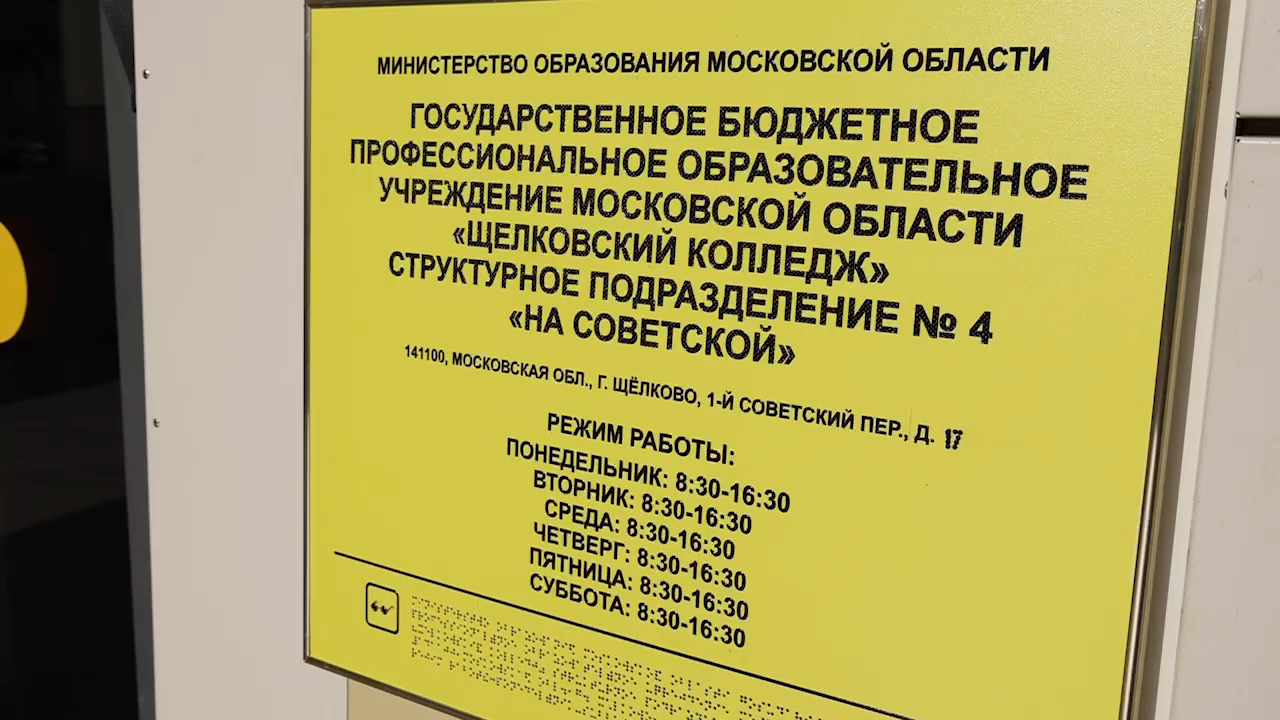 МИНИСТЕРСТВО ОБРАЗОВАНИЯ МОСКОВСКОЙ ОБЛАСТИ
ГОСУДАРСТВЕННОЕ БЮДЖЕТНОЕ
ПРОФЕССИОНАЛЬНОЕ ОБРАЗОВАТЕЛЬНОЕ
УЧРЕЖДЕНИЕ МОСКОВСКОЙ ОБЛАСТИ
«ЩЕЛКОВСКИЙ КОЛЛЕДЖ»
СТРУКТУРНОЕ ПОДРАЗДЕЛЕНИЕ № 4
«НА СОВЕТСКОЙ»
141100, МОСКОВСКАЯ ОБЛ., Г. ЩЁЛКОВО, 1-Й СОВЕТСКИЙ ПЕР., Д. 17
РЕЖИМ РАБОТЫ:
ПОНЕДЕЛЬНИК: 8:30-16:30
ВТОРНИК: 8:30-16:30
СРЕДА: 8:30-16:30
ЧЕТВЕРГ: 8:30-16:30
ПЯТНИЦА: 8:30-16:30
СУББОТА: 8:30-16:30